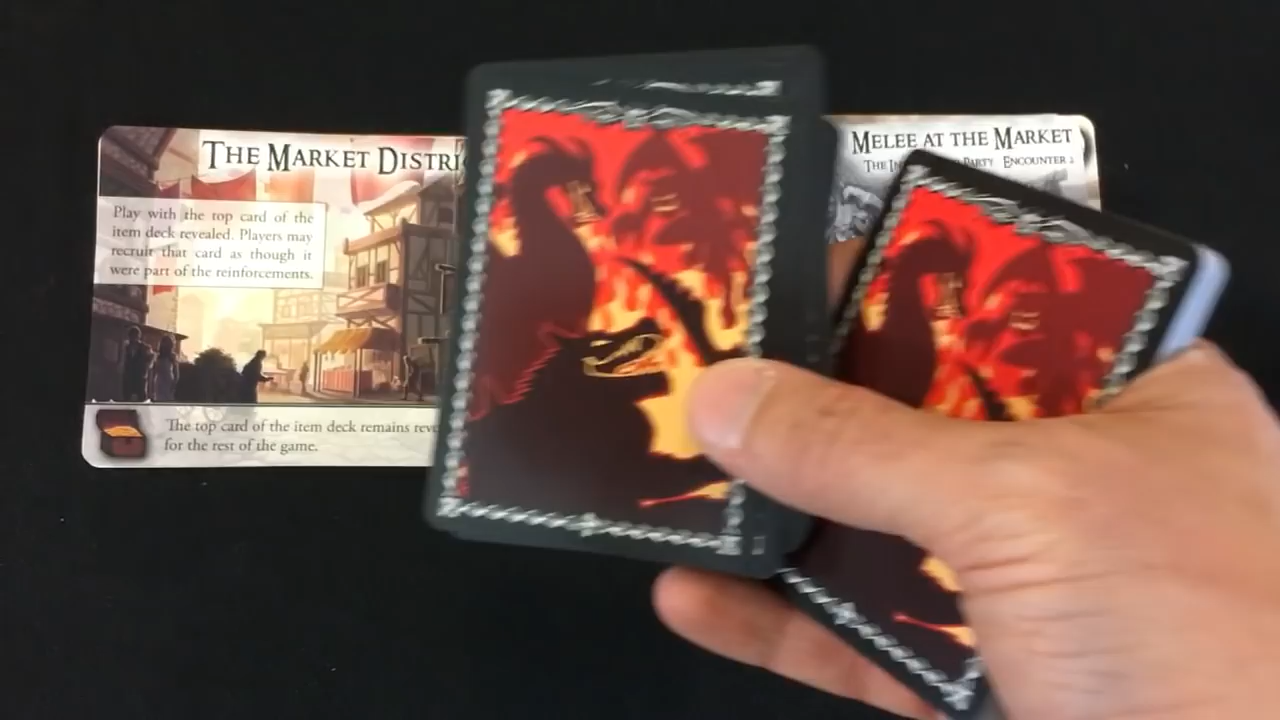 The Market Distri
Play with the top card of the
item deck revealed. Players may
recruit that card as though it
were part of the reinforcements.
The top card of the item deck remains reve
for the rest of the game.
Melee at the Market
The In Party Encounter